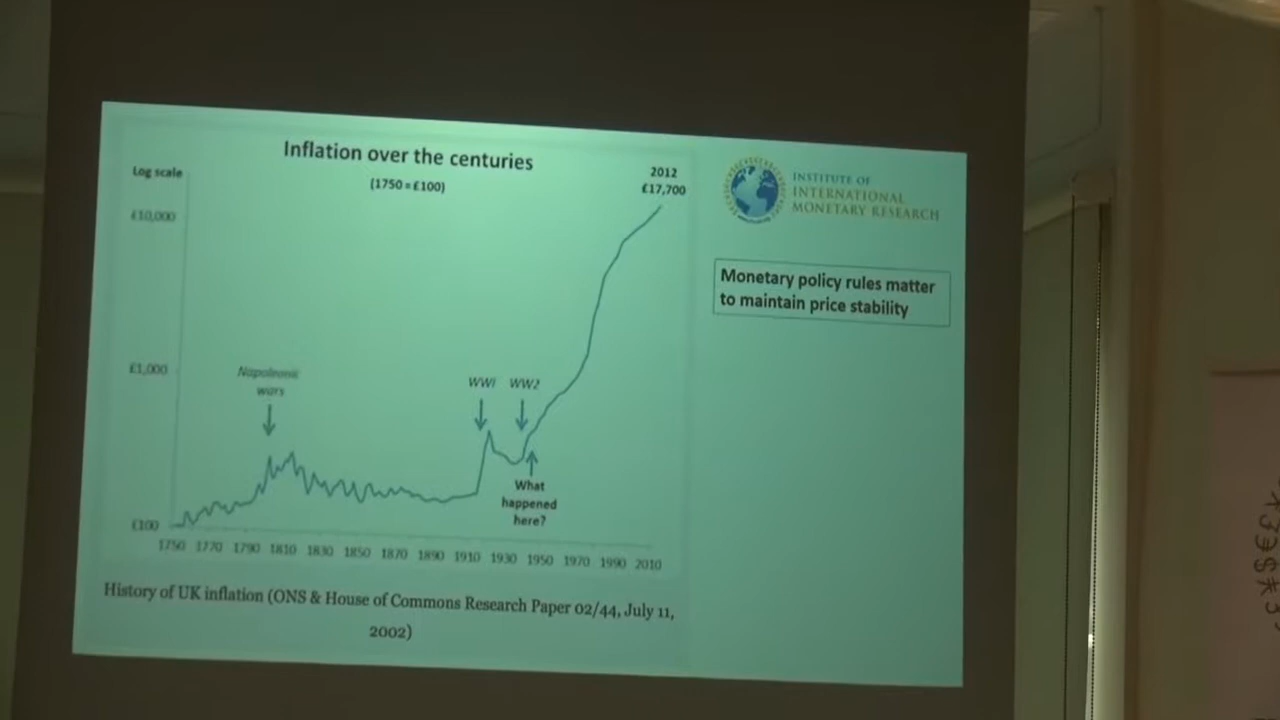 Inflation over the centuries
(1750 = £100)
Log scale
2012
£17,700
£10,000
£1,000
£100
Napoleonic
wars
WWI
WW2
What
happened
here?
1750 1770 1790 1810 1830 1850 1870 1890 1910 1930 1950 1970 1990 2010
History of UK inflation (ONS & House of Commons Research Paper 02/44, July 11,
2002)
INSTITUTE OF
INTERNATIONAL
MONETARY RESEARCH
Monetary policy rules matter
to maintain price stability